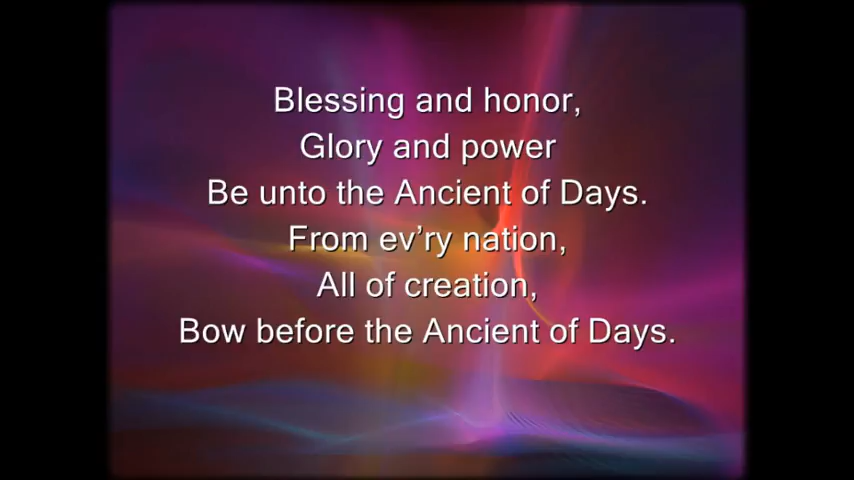 Blessing and honor,
Glory and power
Be unto the Ancient of Days.
From ev’ry nation,
All of creation,
Bow before the Ancient of Days.